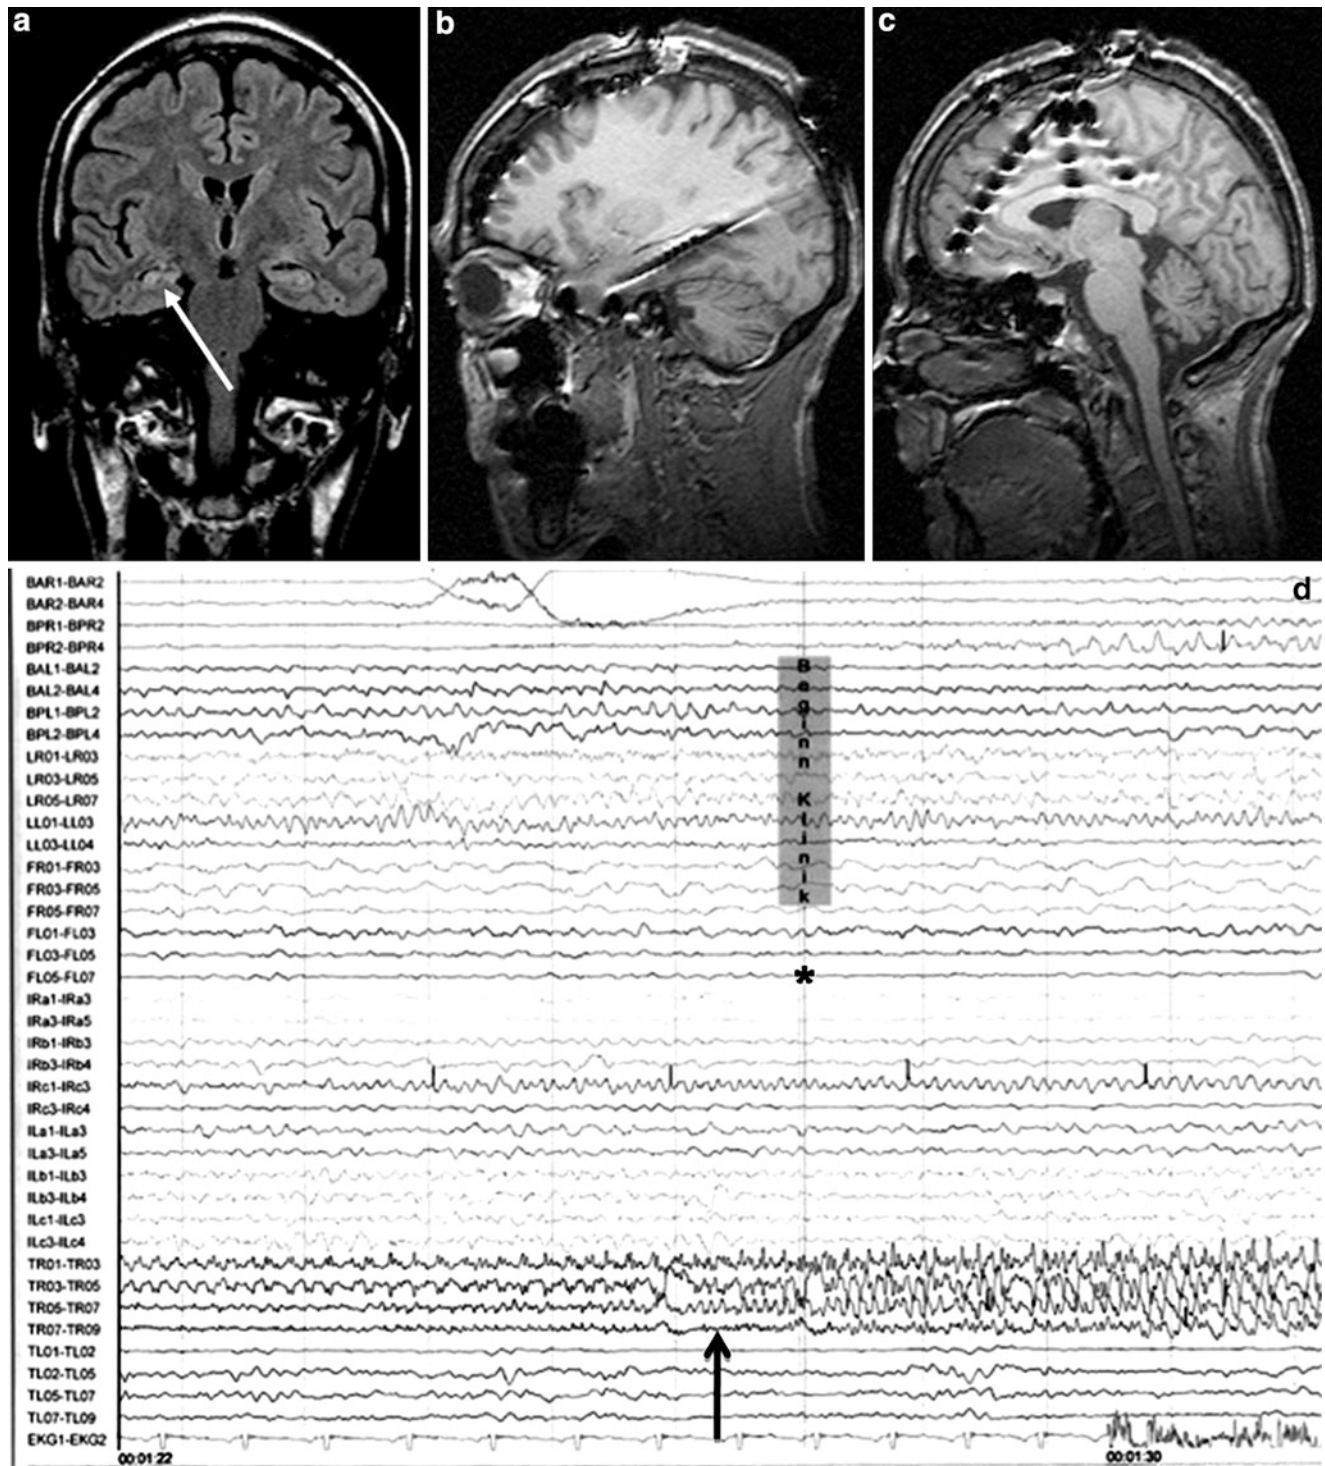 a
b
c
d
BAR1-BAR2
BAR2-BAR4
BPR1-BPR2
BPR2-BPR4
BAL1-BAL2
BAL2-BAL4
BPL1-BPL2
BPL2-BPL4
LR01-LR03
LR03-LR05
LR05-LR07
LL01-LL03
LL03-LL04
FR01-FR03
FR03-FR05
FR05-FR07
FL01-FL03
FL03-FL05
FL05-FL07
IRa1-IRa3
IRa3-IRa5
IRb1-IRb3
IRb3-IRb4
IRc1-IRc3
IRc3-IRc4
ILa1-ILa3
ILa3-ILa5
ILb1-ILb3
ILb3-ILb4
ILc1-ILc3
ILc3-ILc4
TR01-TR03
TR03-TR05
TR05-TR07
TR07-TR09
TL01-TL02
TL02-TL05
TL05-TL07
TL07-TL09
EKG1-EKG2
Beginn Klinik
*
00:01:22
00:01:30